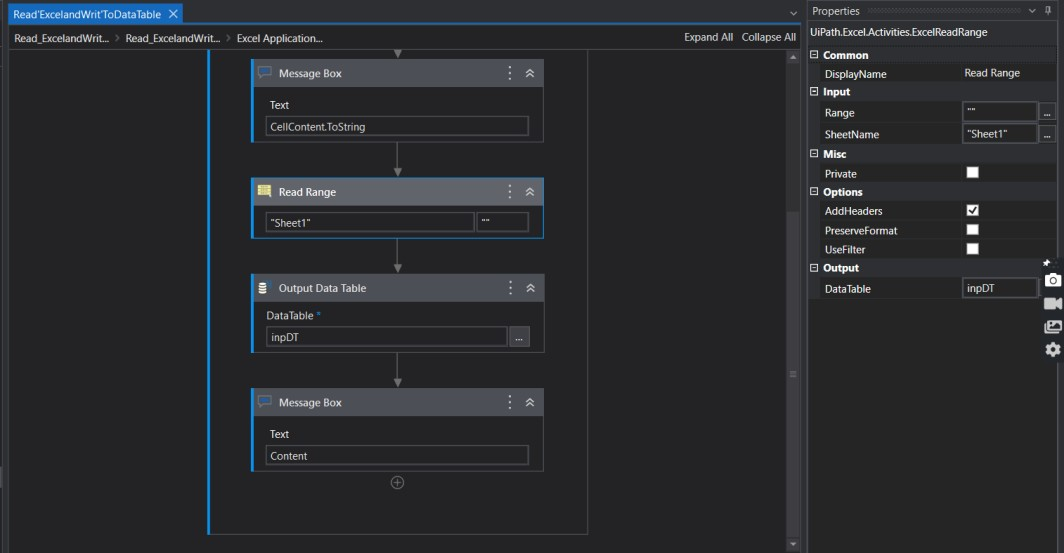 Read'ExcelandWrit'ToDataTable
Read_ExcelandWrit... > Read_ExcelandWrit... > Excel Application...
Expand All Collapse All
Message Box
Text
CellContent.ToString
Read Range
"Sheet1" ""
Output Data Table
DataTable *
inpDT ...
Message Box
Text
Content
Properties
UiPath.Excel.Activities.ExcelReadRange
Common
DisplayName Read Range
Input
Range "" ...
SheetName "Sheet1" ...
Misc
Private
Options
AddHeaders
PreserveFormat
UseFilter
Output
DataTable inpDT